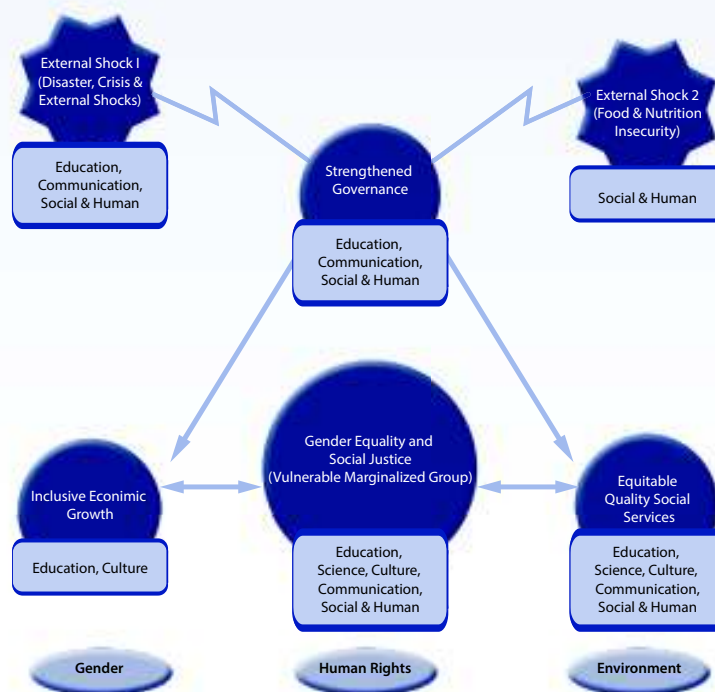 External Shock I
(Disaster, Crisis &
External Shocks)
Education,
Communication,
Social & Human
External Shock 2
(Food & Nutrition
Insecurity)
Social & Human
Strengthened
Governance
Education,
Communication,
Social & Human
Inclusive Econimic
Growth
Education, Culture
Gender Equality and
Social Justice
(Vulnerable Marginalized Group)
Education,
Science, Culture,
Communication,
Social & Human
Equitable
Quality Social
Services
Education,
Science, Culture,
Communication,
Social & Human
Gender
Human Rights
Environment